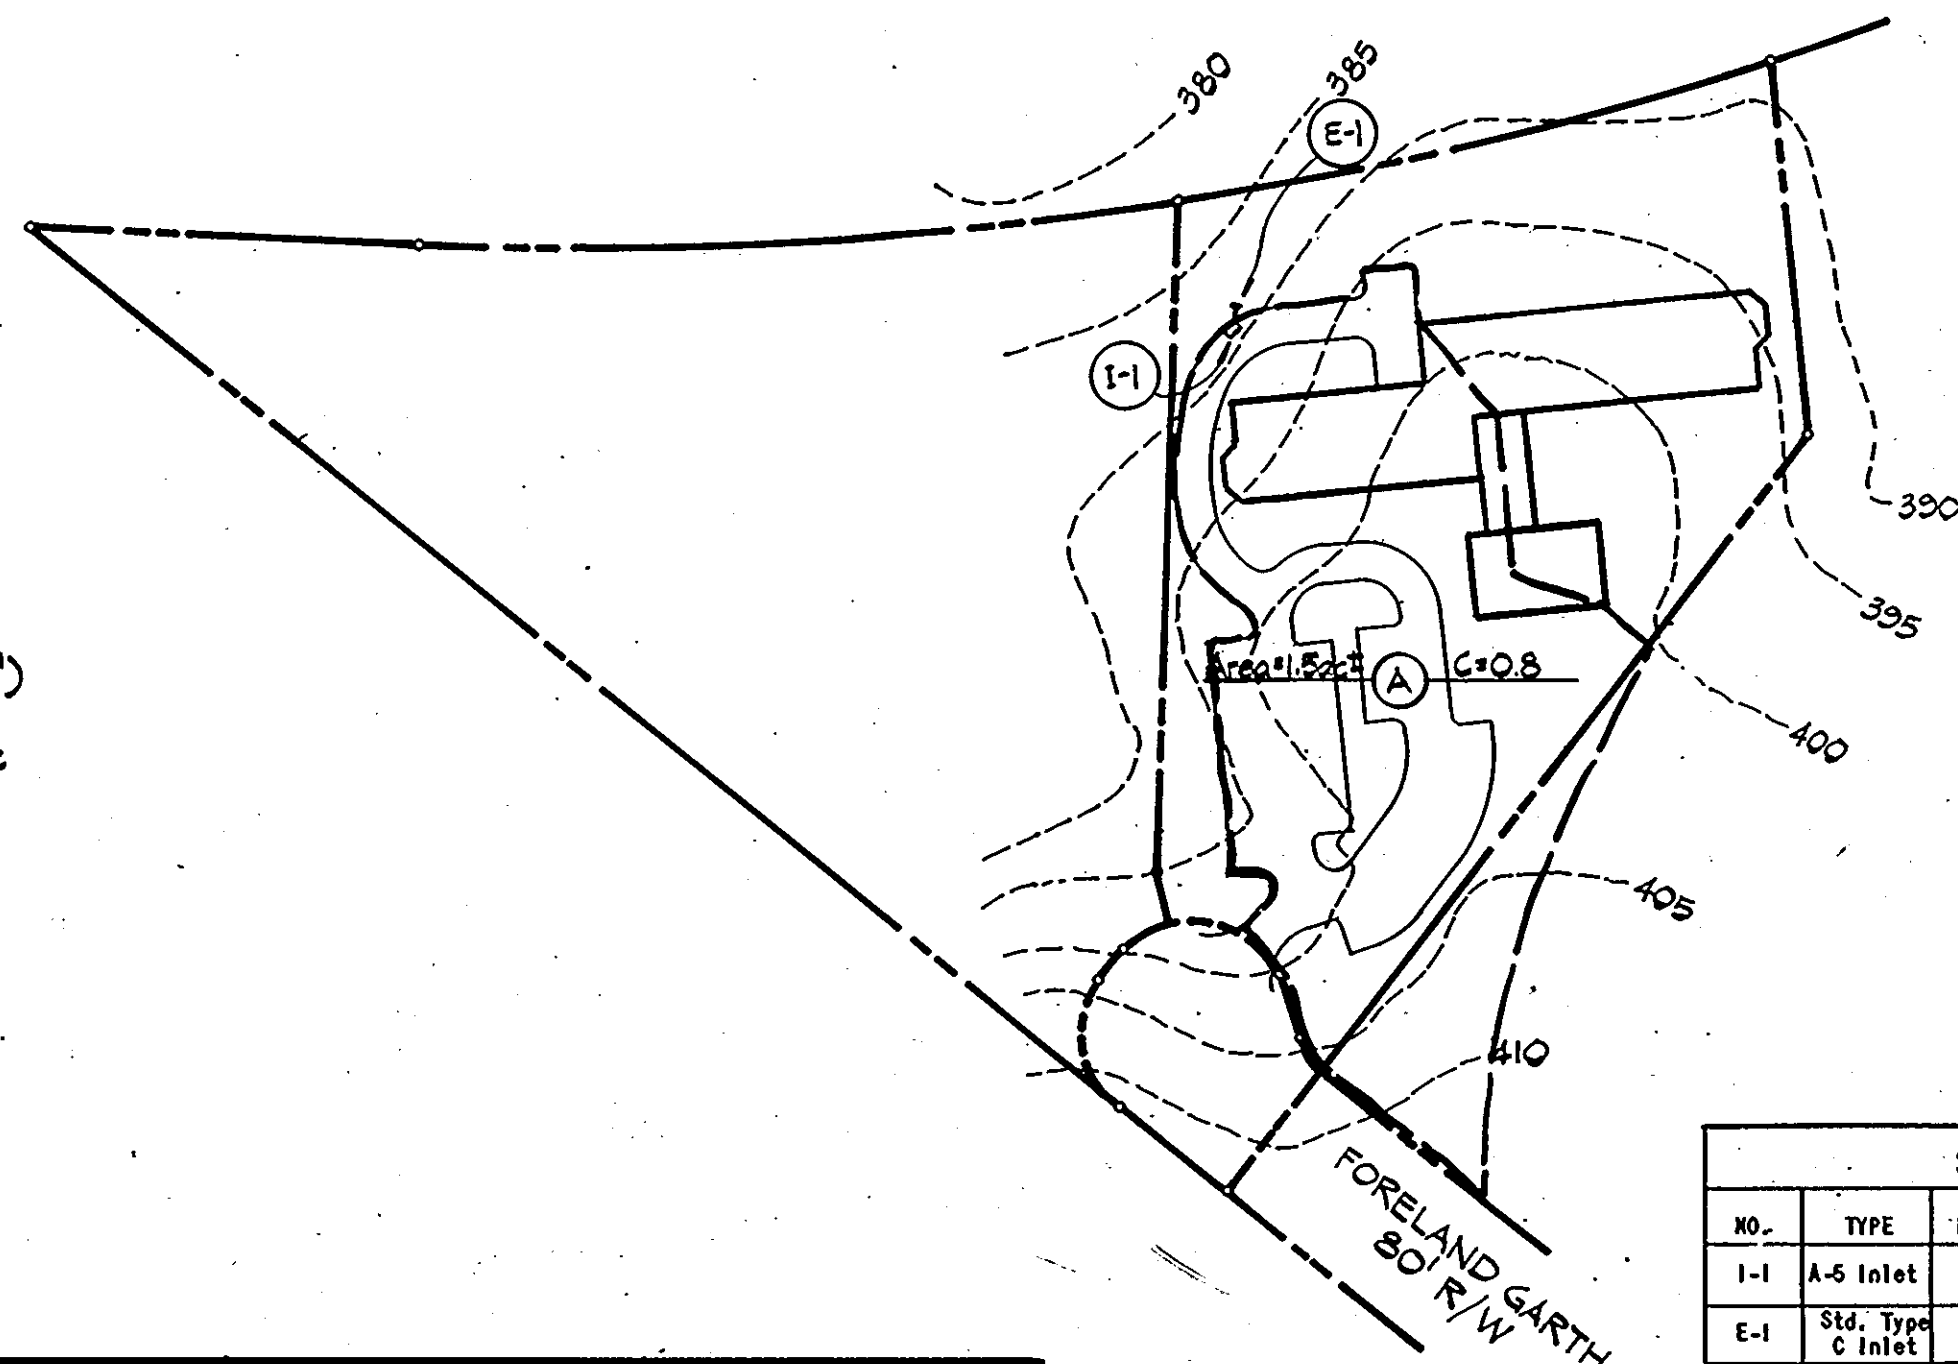 380
385
E-1
I-1
390
395
Area=1.5ac±
A
C=0.8
400
405
410
FORELAND GARTH
80' R/W
NO.
TYPE
I-1
A-5 Inlet
E-1
Std. Type
C Inlet